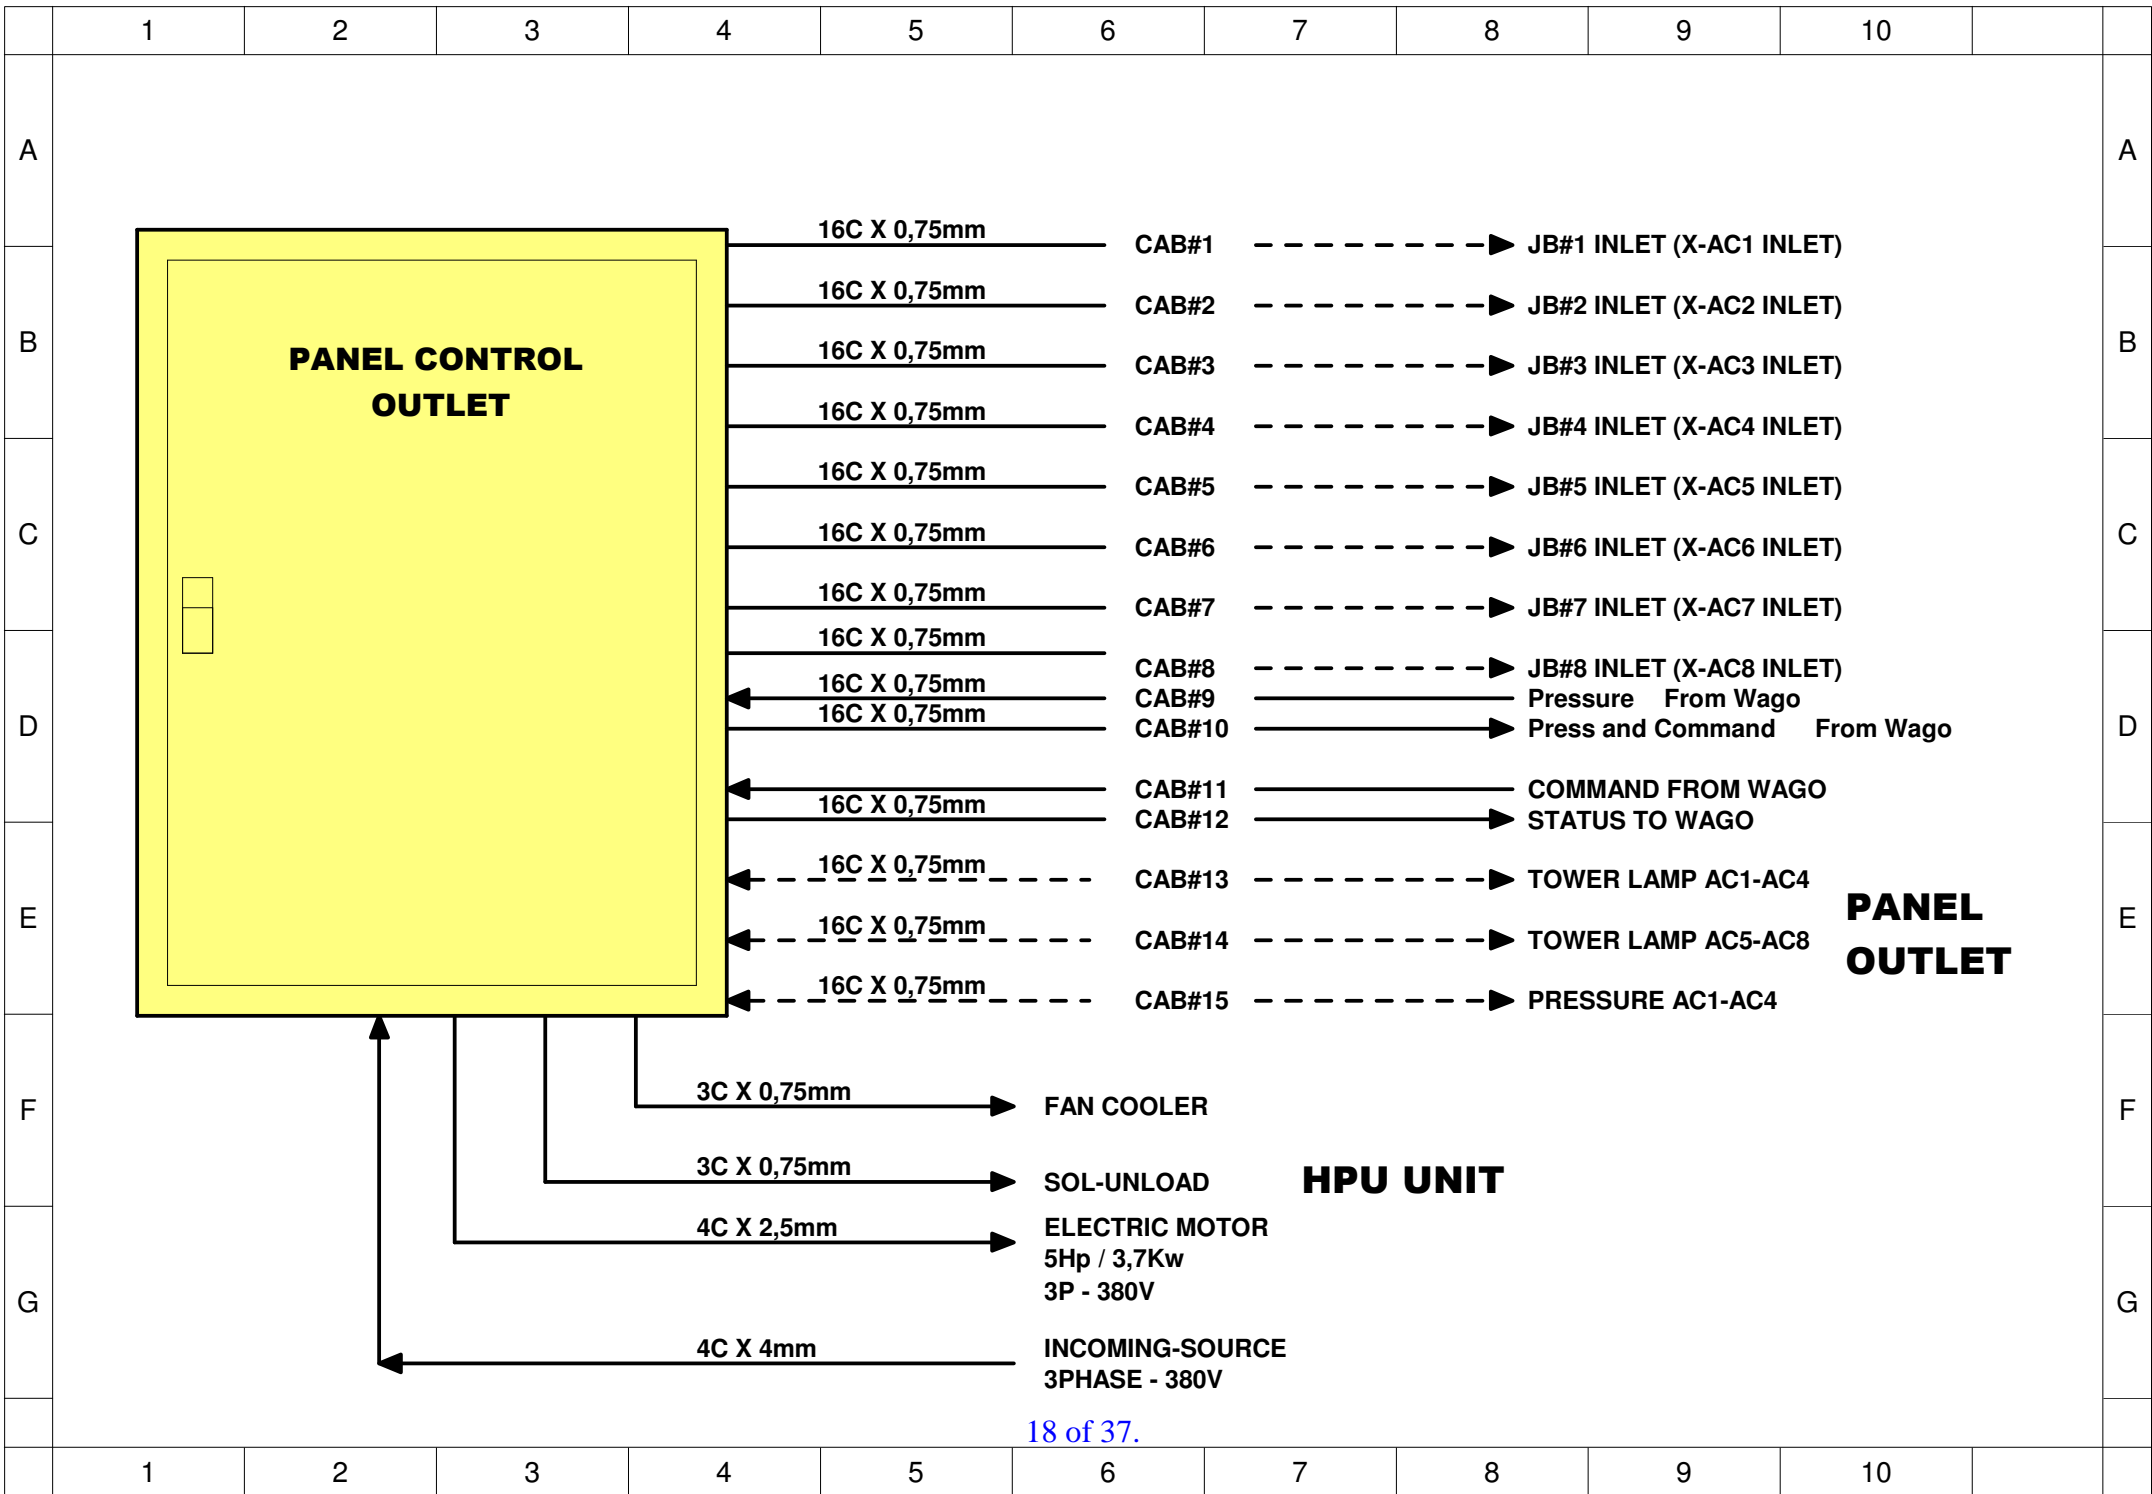 1 2 3 4 5 6 7 8 9 10
A A
16C X 0,75mm CAB#1 JB#1 INLET (X-AC1 INLET)
16C X 0,75mm CAB#2 JB#2 INLET (X-AC2 INLET)
B B
PANEL CONTROL
OUTLET
16C X 0,75mm CAB#3 JB#3 INLET (X-AC3 INLET)
16C X 0,75mm CAB#4 JB#4 INLET (X-AC4 INLET)
16C X 0,75mm CAB#5 JB#5 INLET (X-AC5 INLET)
C C
16C X 0,75mm CAB#6 JB#6 INLET (X-AC6 INLET)
16C X 0,75mm CAB#7 JB#7 INLET (X-AC7 INLET)
16C X 0,75mm CAB#8 JB#8 INLET (X-AC8 INLET)
16C X 0,75mm CAB#9 Pressure From Wago
D D
16C X 0,75mm CAB#10 Press and Command From Wago
CAB#11 COMMAND FROM WAGO
16C X 0,75mm CAB#12 STATUS TO WAGO
16C X 0,75mm CAB#13 TOWER LAMP AC1-AC4
E E
PANEL
OUTLET
16C X 0,75mm CAB#14 TOWER LAMP AC5-AC8
16C X 0,75mm CAB#15 PRESSURE AC1-AC4
F F
3C X 0,75mm FAN COOLER
3C X 0,75mm SOL-UNLOAD HPU UNIT
4C X 2,5mm ELECTRIC MOTOR
5Hp / 3,7Kw
3P - 380V
G G
4C X 4mm INCOMING-SOURCE
3PHASE - 380V
18 of 37.
1 2 3 4 5 6 7 8 9 10